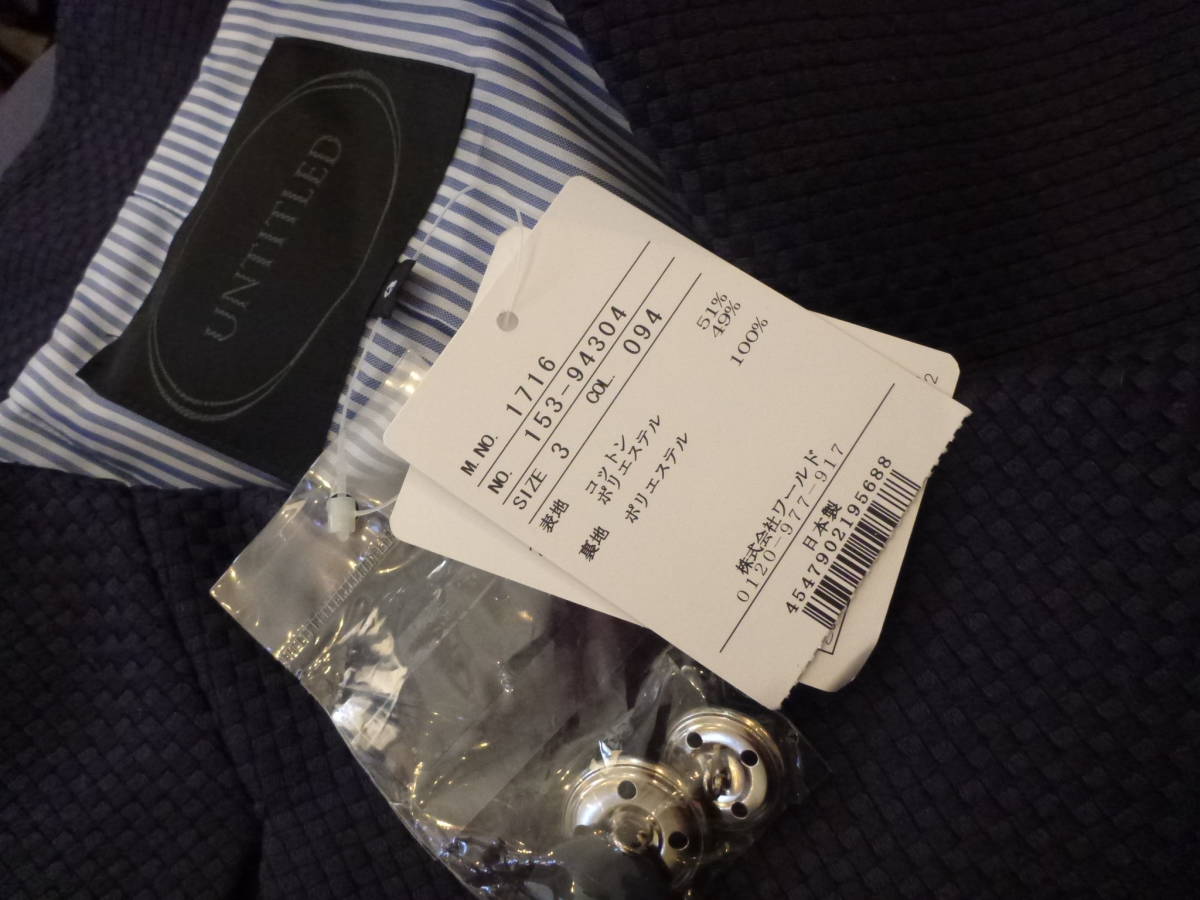 UNTITLED
M.NO. 1716
NO. 153-94304
SIZE 3 COL. 094
表地 コットン 51%
ポリエステル 49%
裏地 ポリエステル 100%
株式会社ワールド
0120-977-917
日本製
4547902195688
2